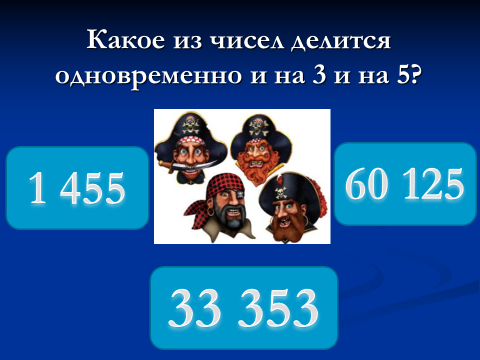 Какое из чисел делится
одновременно и на 3 и на 5?
1 455
60 125
33 353